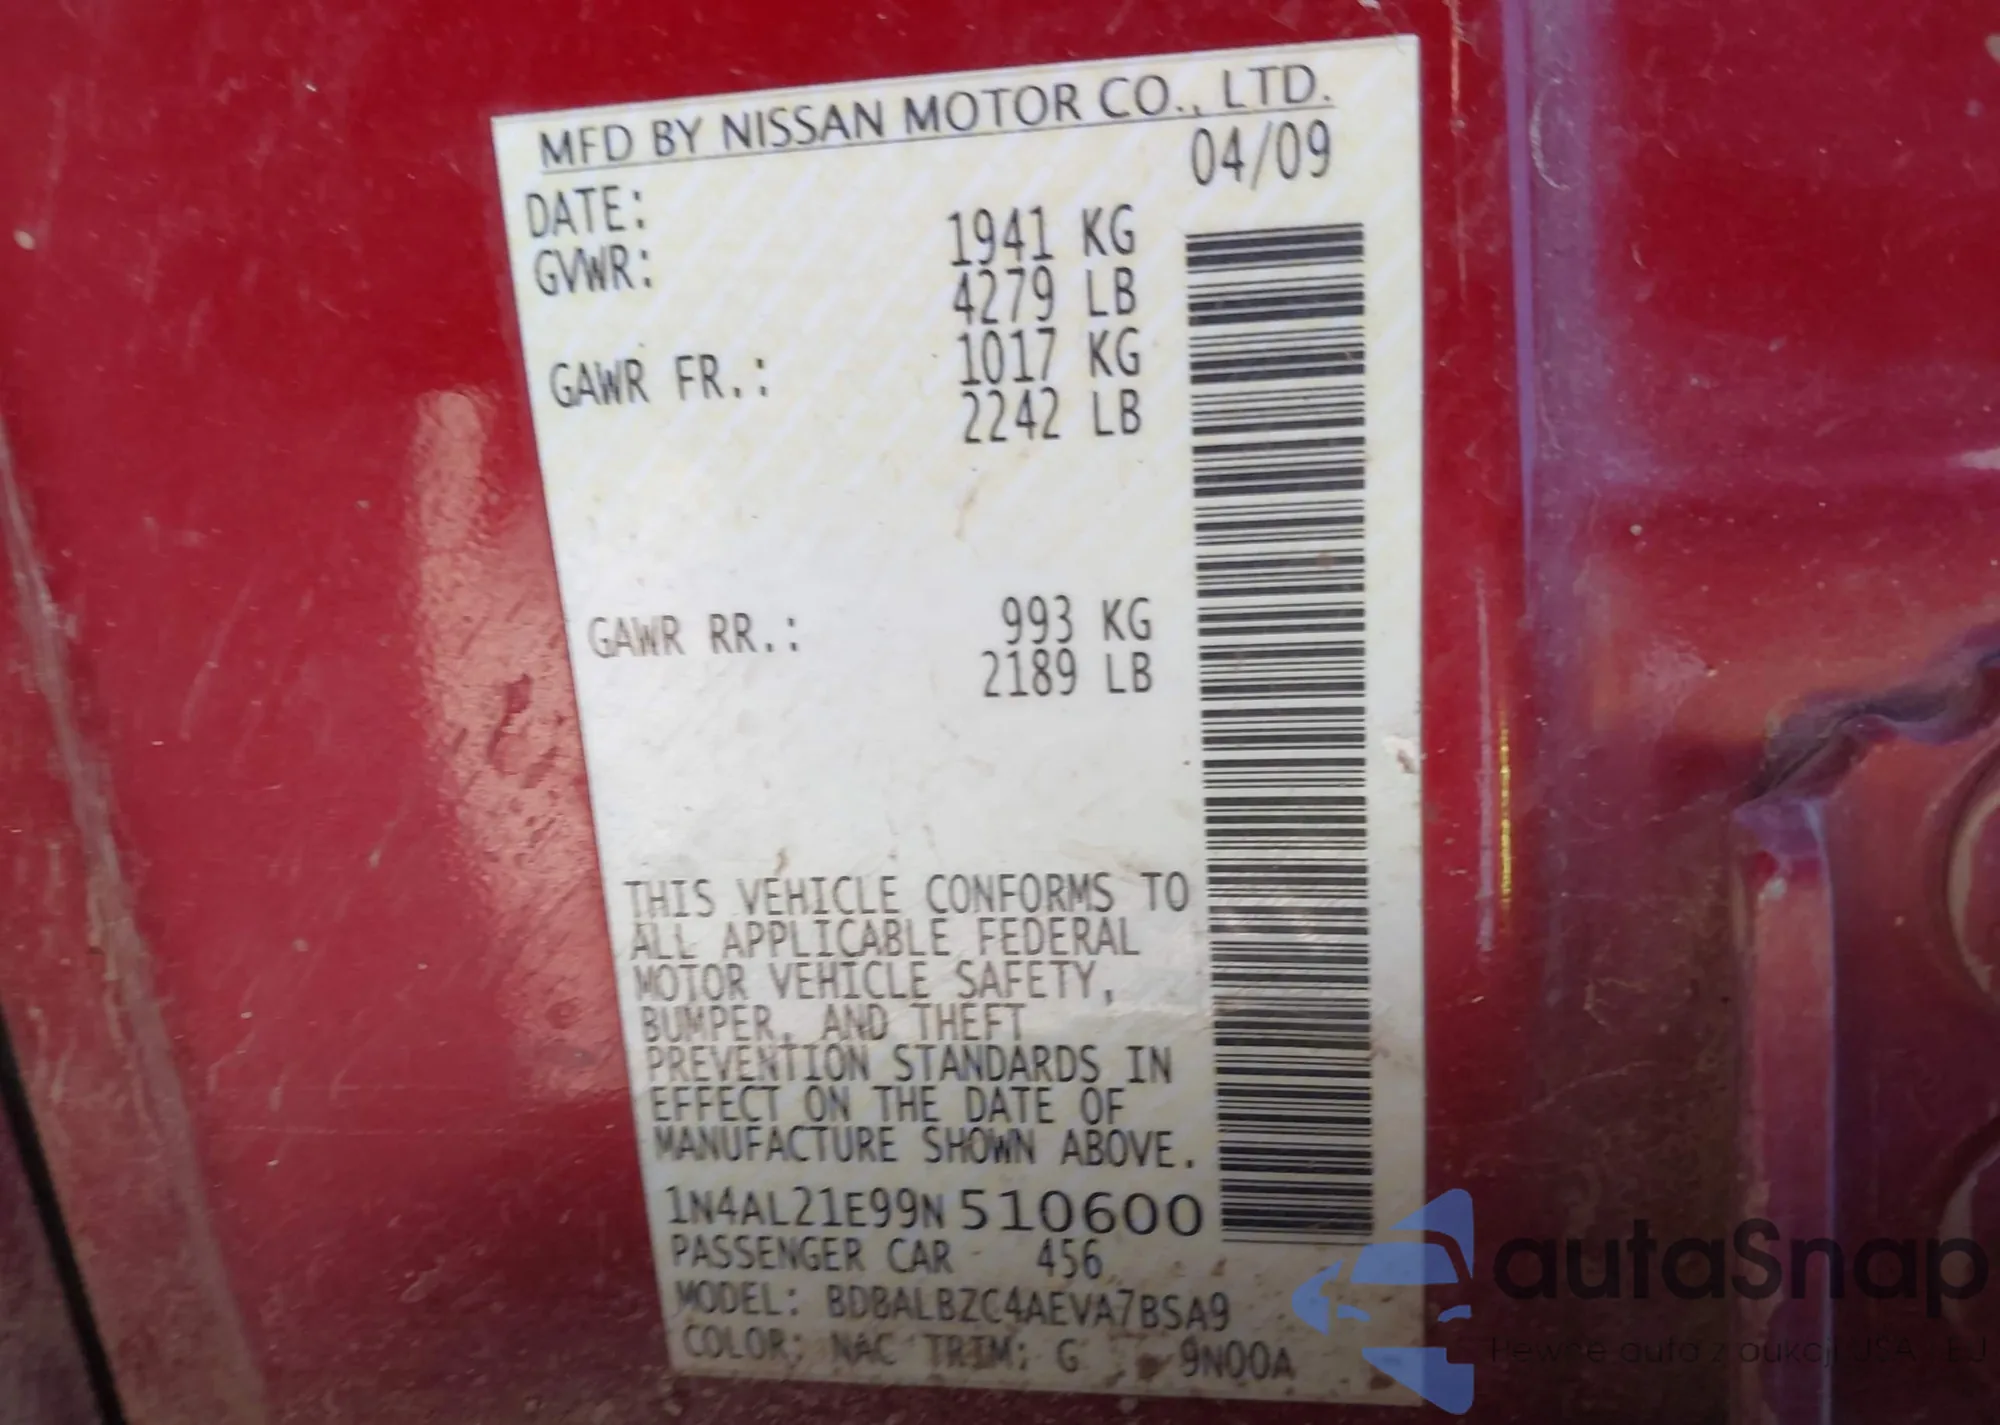 MFD BY NISSAN MOTOR CO., LTD.
DATE: 04/09
GVWR: 1941 KG
4279 LB
GAWR FR.: 1017 KG
2242 LB
GAWR RR.: 993 KG
2189 LB
THIS VEHICLE CONFORMS TO
ALL APPLICABLE FEDERAL
MOTOR VEHICLE SAFETY,
BUMPER, AND THEFT
PREVENTION STANDARDS IN
EFFECT ON THE DATE OF
MANUFACTURE SHOWN ABOVE.
1N4AL21E99N510600
PASSENGER CAR 456
MODEL: BDBALBZC4AEVA7BSA9
COLOR: NAC TRIM: G 9N00A
autaSnap
auta z aukcji USA